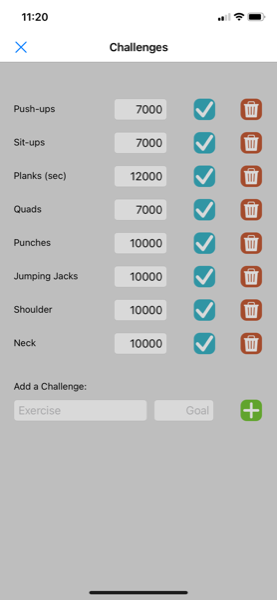 11:20
Challenges
Push-ups 7000
Sit-ups 7000
Planks (sec) 12000
Quads 7000
Punches 10000
Jumping Jacks 10000
Shoulder 10000
Neck 10000
Add a Challenge:
Exercise Goal